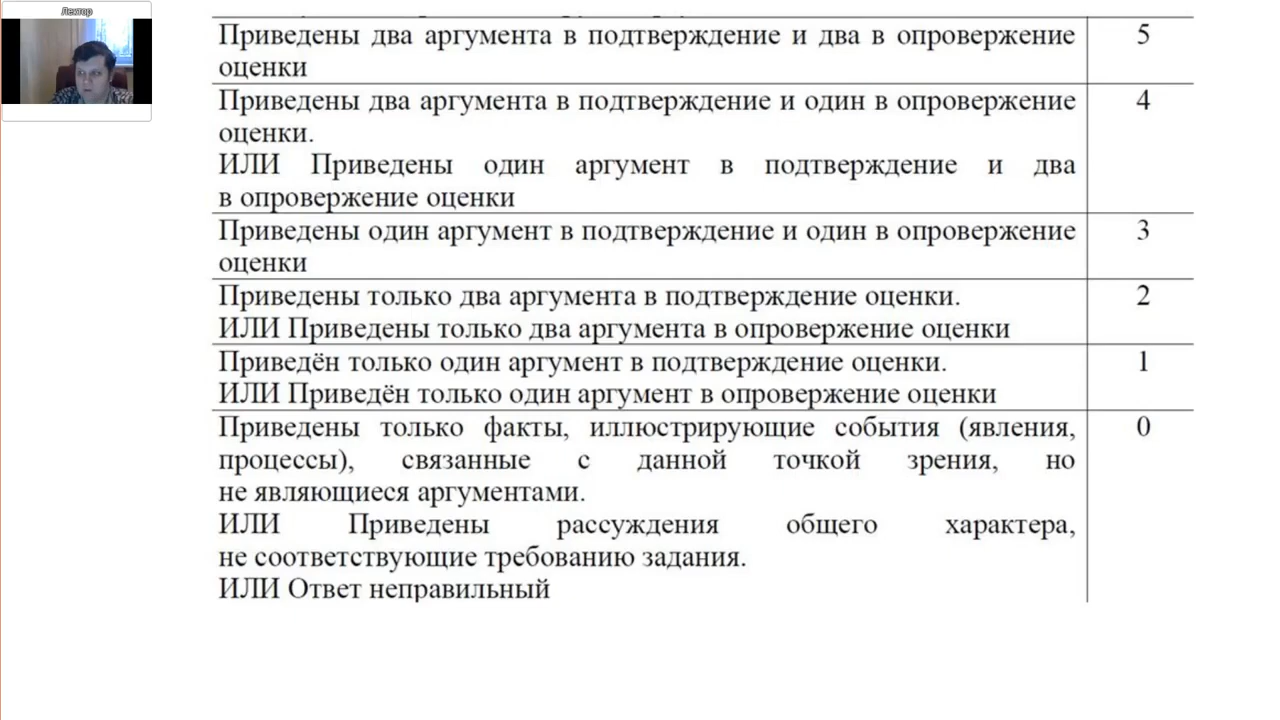 Лектор
Приведены два аргумента в подтверждение и два в опровержение 5
оценки
Приведены два аргумента в подтверждение и один в опровержение 4
оценки.
ИЛИ Приведены один аргумент в подтверждение и два
в опровержение оценки
Приведены один аргумент в подтверждение и один в опровержение 3
оценки
Приведены только два аргумента в подтверждение оценки. 2
ИЛИ Приведены только два аргумента в опровержение оценки
Приведён только один аргумент в подтверждение оценки. 1
ИЛИ Приведён только один аргумент в опровержение оценки
Приведены только факты, иллюстрирующие события (явления, 0
процессы), связанные с данной точкой зрения, но
не являющиеся аргументами.
ИЛИ Приведены рассуждения общего характера,
не соответствующие требованию задания.
ИЛИ Ответ неправильный